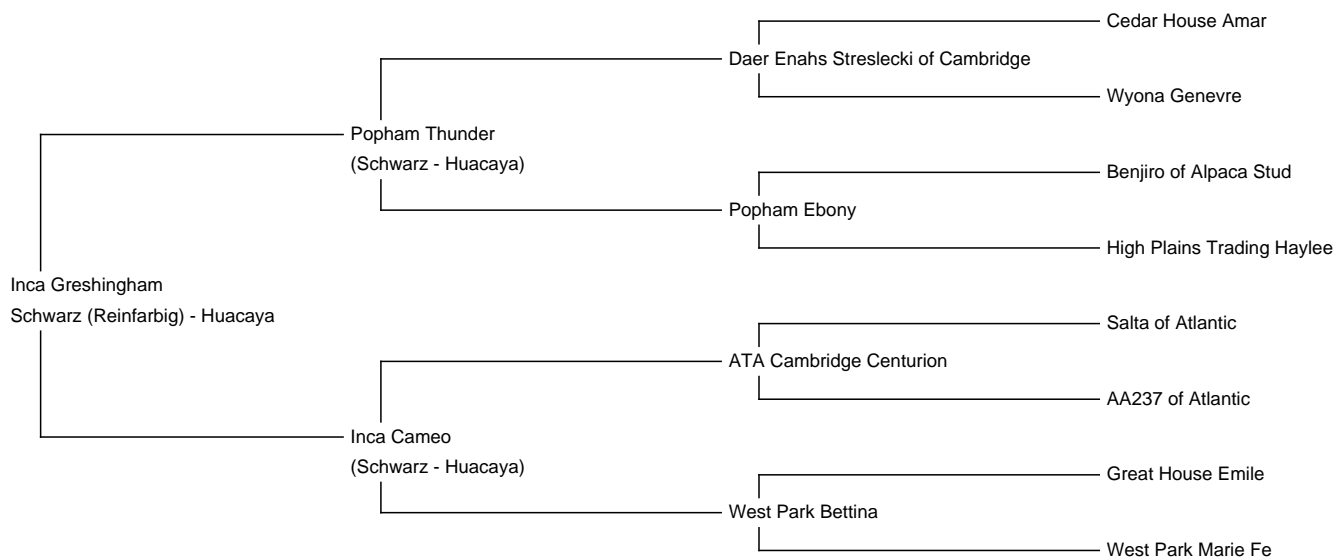 Cedar House Amar
Daer Enahs Streslecki of Cambridge
Wyona Genevre
Popham Thunder
(Schwarz - Huacaya)
Benjiro of Alpaca Stud
Popham Ebony
High Plains Trading Haylee
Inca Greshingham
Schwarz (Reinfarbig) - Huacaya
Salta of Atlantic
ATA Cambridge Centurion
AA237 of Atlantic
Inca Cameo
(Schwarz - Huacaya)
Great House Emile
West Park Bettina
West Park Marie Fe